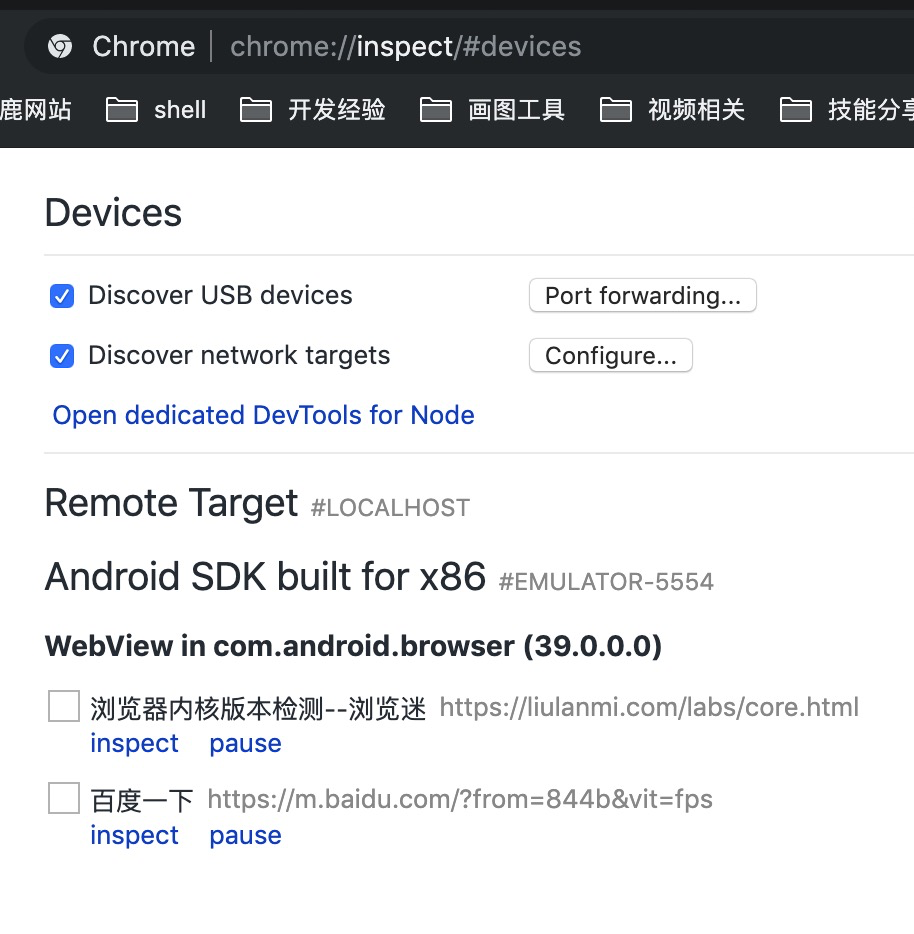 Chrome chrome://inspect/#devices
鹿网站 shell 开发经验 画图工具 视频相关 技能分享
Devices
Discover USB devices Port forwarding...
Discover network targets Configure...
Open dedicated DevTools for Node
Remote Target #LOCALHOST
Android SDK built for x86 #EMULATOR-5554
WebView in com.android.browser (39.0.0.0)
浏览器内核版本检测--浏览迷 https://liulanmi.com/labs/core.html
inspect pause
百度一下 https://m.baidu.com/?from=844b&vit=fps
inspect pause